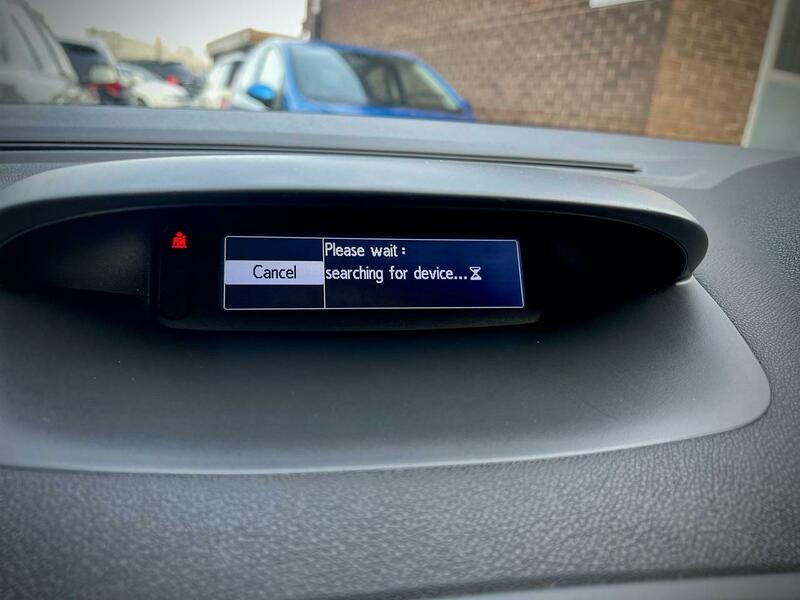 Cancel
Please wait :
searching for device...